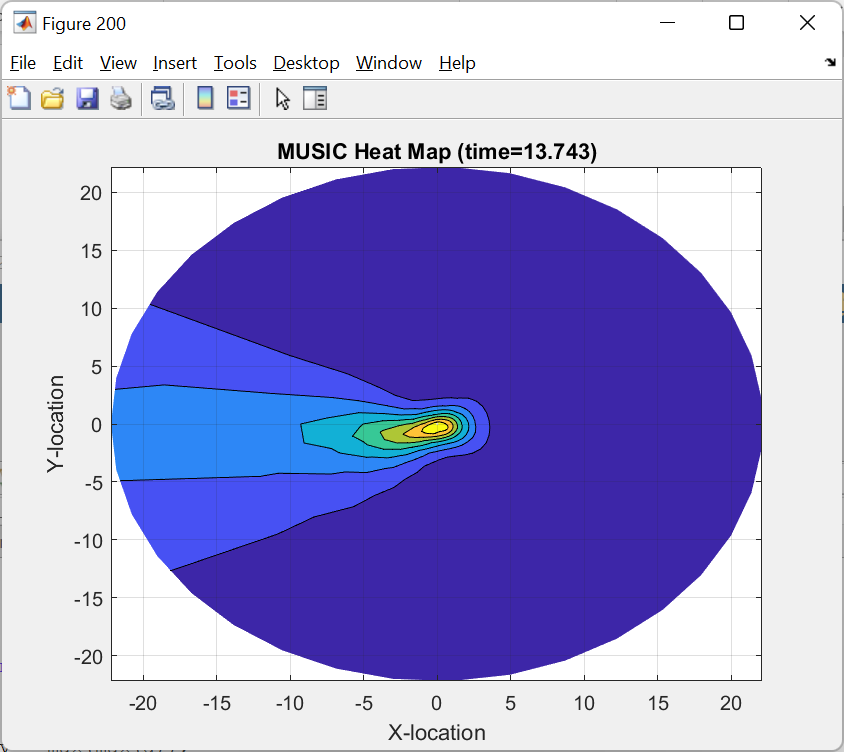 Figure 200
File Edit View Insert Tools Desktop Window Help
MUSIC Heat Map (time=13.743)
20
15
10
5
0
-5
-10
-15
-20
Y-location
-20 -15 -10 -5 0 5 10 15 20
X-location